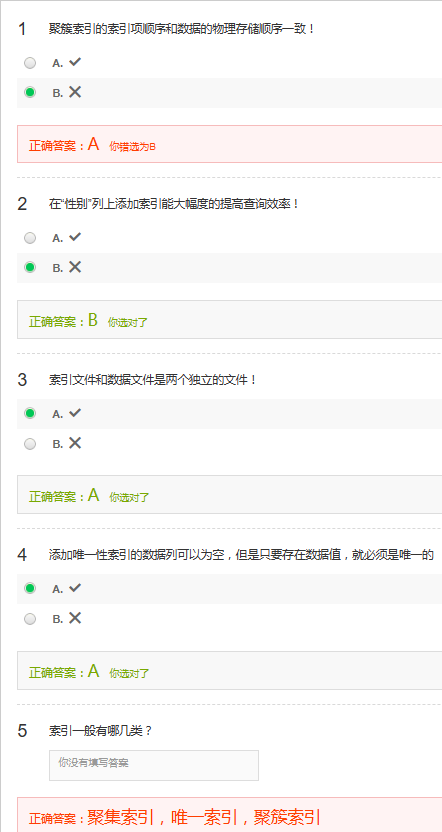 1 聚簇索引的索引项顺序和数据的物理存储顺序一致！
A. ✔
B. ✕
正确答案：A 你错选为B
2 在“性别”列上添加索引能大幅度的提高查询效率！
A. ✔
B. ✕
正确答案：B 你选对了
3 索引文件和数据文件是两个独立的文件！
A. ✔
B. ✕
正确答案：A 你选对了
4 添加唯一性索引的数据列可以为空，但是只要存在数据值，就必须是唯一的
A. ✔
B. ✕
正确答案：A 你选对了
5 索引一般有哪几类？
你没有填写答案
正确答案：聚集索引，唯一索引，聚簇索引